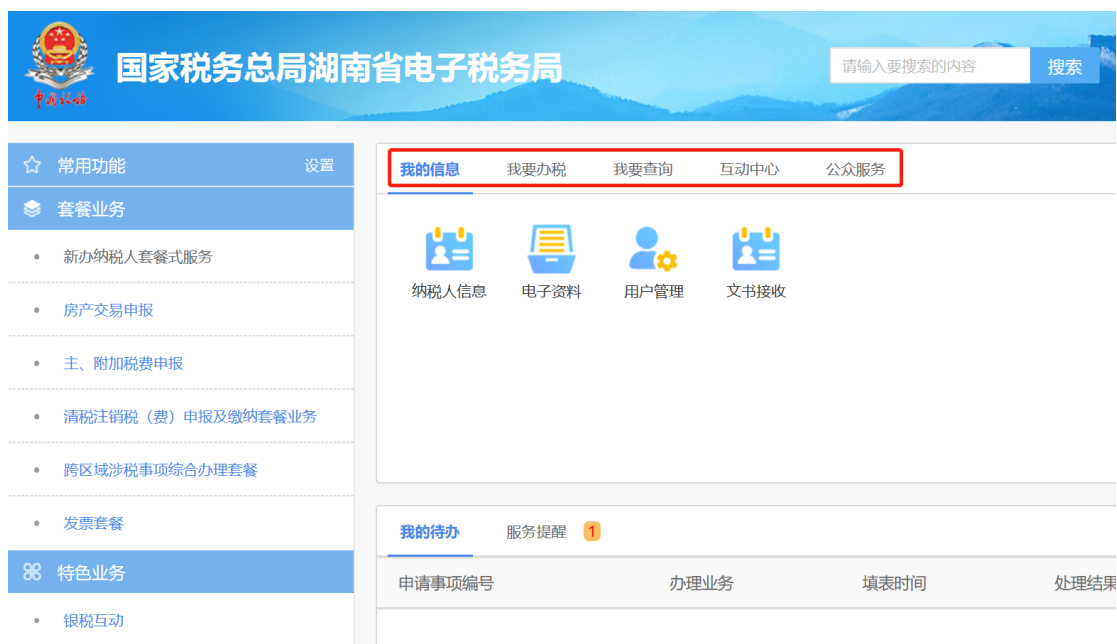 国家税务总局湖南省电子税务局
请输入要搜索的内容 搜索
中国税务
常用功能 设置
套餐业务
新办纳税人套餐式服务
房产交易申报
主、附加税费申报
清税注销税（费）申报及缴纳套餐业务
跨区域涉税事项综合办理套餐
发票套餐
特色业务
银税互动
我的信息 我要办税 我要查询 互动中心 公众服务
纳税人信息 电子资料 用户管理 文书接收
我的待办 服务提醒 1
申请事项编号 办理业务 填表时间 处理结果